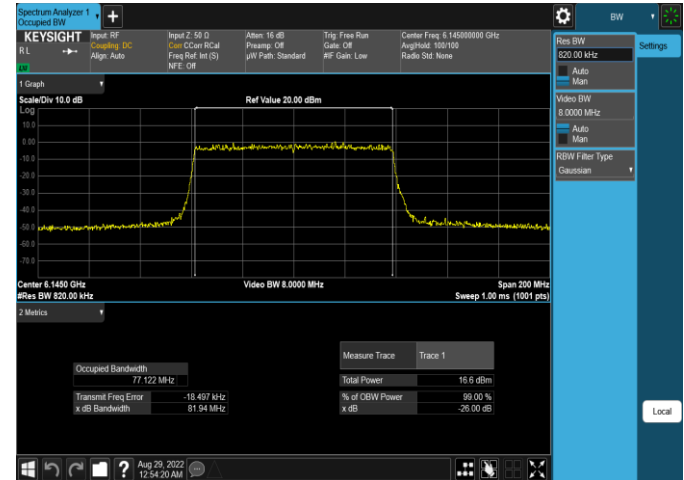 Spectrum Analyzer 1
Occupied BW
+
BW
KEYSIGHT
R L
Input: RF
Coupling: DC
Align: Auto
Input Z: 50 Ω
Corr CCorr RCal
Freq Ref: Int (S)
NFE: Off
Atten: 16 dB
Preamp: Off
µW Path: Standard
Trig: Free Run
Gate: Off
#IF Gain: Low
Center Freq: 6.145000000 GHz
Avg|Hold: 100/100
Radio Std: None
1 Graph
Scale/Div 10.0 dB
Ref Value 20.00 dBm
Log
10.0
0.00
-10.0
-20.0
-30.0
-40.0
-50.0
-60.0
-70.0
Center 6.1450 GHz
Video BW 8.0000 MHz
Span 200 MHz
#Res BW 820.00 kHz
Sweep 1.00 ms (1001 pts)
2 Metrics
Measure Trace
Trace 1
Occupied Bandwidth
77.122 MHz
Total Power
16.6 dBm
Transmit Freq Error
-18.497 kHz
% of OBW Power
99.00 %
x dB Bandwidth
81.94 MHz
x dB
-26.00 dB
Res BW
820.00 kHz
Auto
Man
Video BW
8.0000 MHz
Auto
Man
RBW Filter Type
Gaussian
Settings
Local
?
Aug 29, 2022
12:54:20 AM